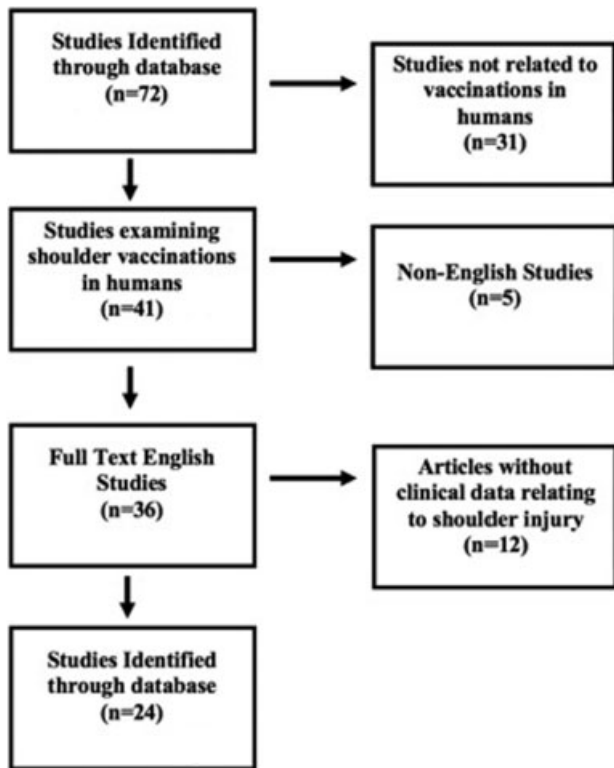 Studies Identified
through database
(n=72)
Studies not related to
vaccinations in
humans
(n=31)
Studies examining
shoulder vaccinations
in humans
(n=41)
Non-English Studies
(n=5)
Full Text English
Studies
(n=36)
Articles without
clinical data relating
to shoulder injury
(n=12)
Studies Identified
through database
(n=24)